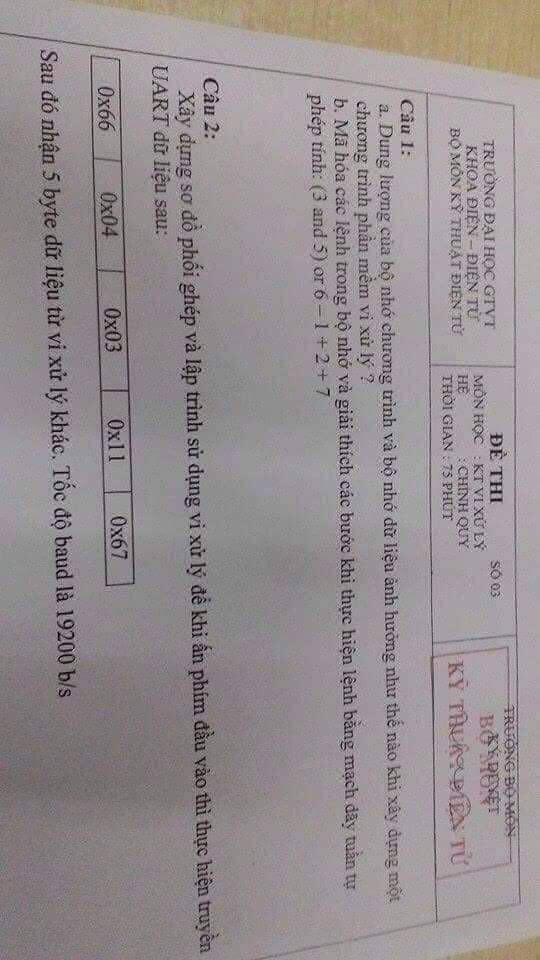 TRƯỜNG ĐẠI HỌC GTVT
KHOA ĐIỆN – ĐIỆN TỬ
BỘ MÔN KỸ THUẬT ĐIỆN TỬ
ĐỀ THI SỐ 03
MÔN HỌC : KT VI XỬ LÝ
HỆ : CHÍNH QUY
THỜI GIAN : 75 PHÚT
TRƯỞNG BỘ MÔN
KÝ DUYỆT
BỘ MÔN
KỸ THUẬT ĐIỆN TỬ
Câu 1:
a. Dung lượng của bộ nhớ chương trình và bộ nhớ dữ liệu ảnh hưởng như thế nào khi xây dựng một
chương trình phần mềm vi xử lý ?
b. Mã hóa các lệnh trong bộ nhớ và giải thích các bước khi thực hiện lệnh bằng mạch dãy tuần tự
phép tính: (3 and 5) or 6 – 1 + 2 + 7
Câu 2:
Xây dựng sơ đồ phối ghép và lập trình sử dụng vi xử lý để khi ấn phím đầu vào thì thực hiện truyền
UART dữ liệu sau:
0x66 0x04 0x03 0x11 0x67
Sau đó nhận 5 byte dữ liệu từ vi xử lý khác. Tốc độ baud là 19200 b/s